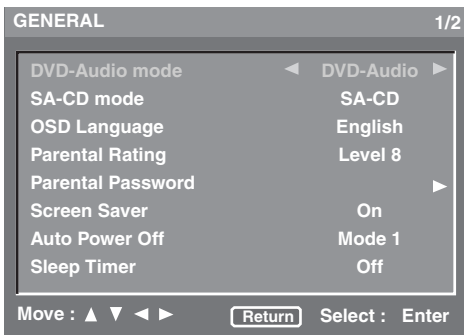 GENERAL 1/2
DVD-Audio mode ◀ DVD-Audio ▶
SA-CD mode SA-CD
OSD Language English
Parental Rating Level 8
Parental Password ▶
Screen Saver On
Auto Power Off Mode 1
Sleep Timer Off
Move : ▲ ▼ ◀ ▶ Return Select : Enter